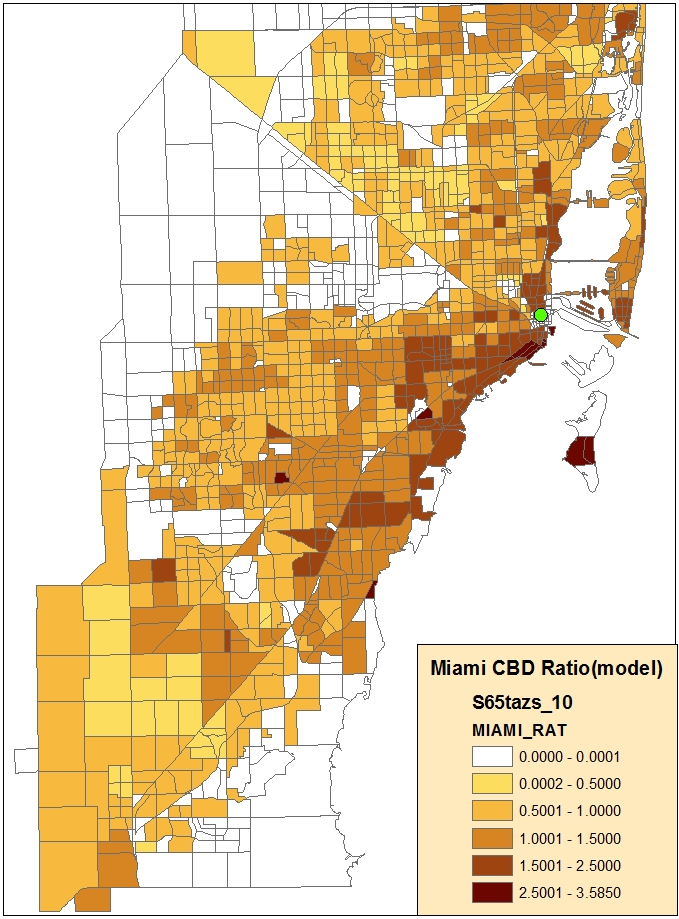 Miami CBD Ratio(model)
S65tazs_10
MIAMI_RAT
0.0000 - 0.0001
0.0002 - 0.5000
0.5001 - 1.0000
1.0001 - 1.5000
1.5001 - 2.5000
2.5001 - 3.5850